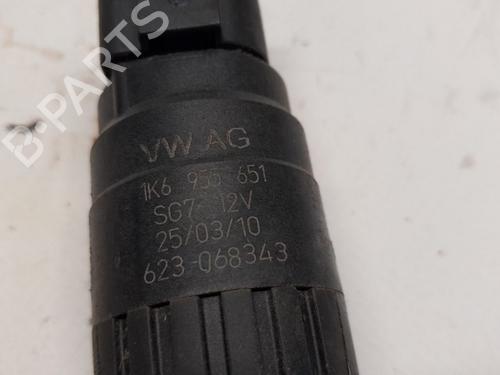 B-PARTS
VW AG
1K6 955 651
SG7 12V
25/03/10
623-068343